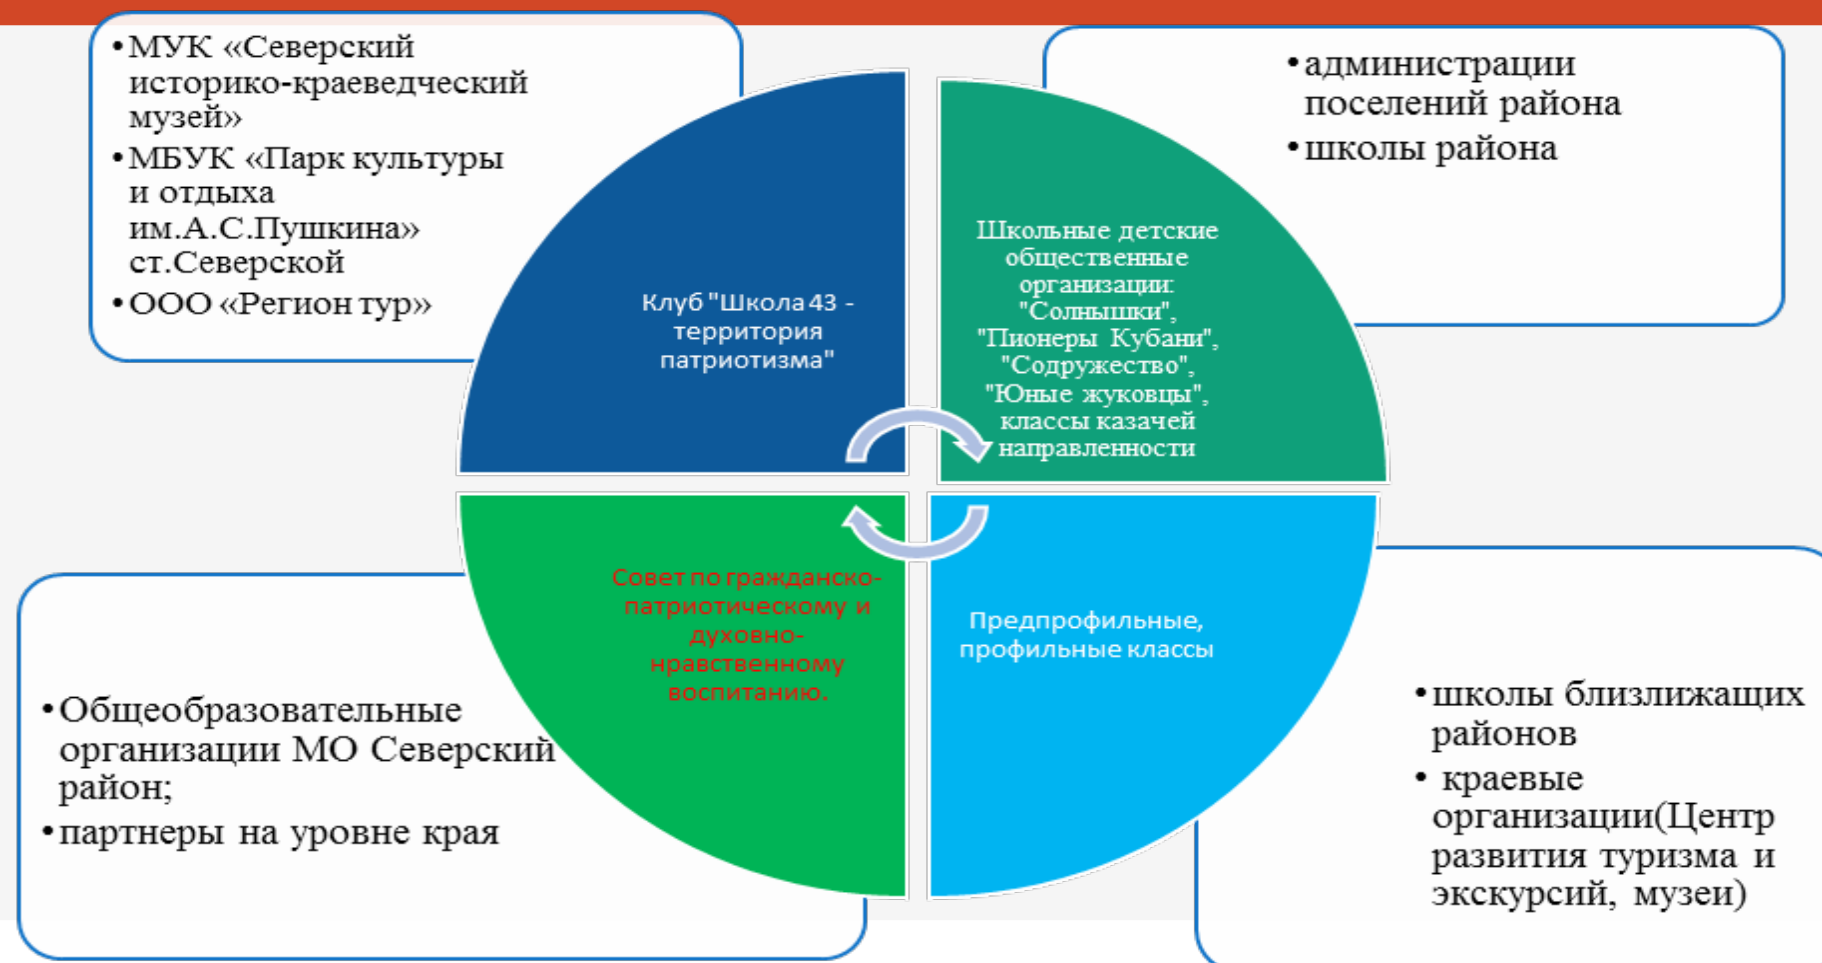 •МУК «Северский
историко-краеведческий
музей»
•МБУК «Парк культуры
и отдыха
им.А.С.Пушкина»
ст.Северской
•ООО «Регион тур»
•администрации
поселений района
•школы района
Клуб "Школа 43 -
территория
патриотизма"
Школьные детские
общественные
организации:
"Солнышки",
"Пионеры Кубани",
"Содружество",
"Юные жуковцы",
классы казачей
направленности
Совет по гражданско-
патриотическому и
духовно-
нравственному
воспитанию.
Предпрофильные,
профильные классы
•Общеобразовательные
организации МО Северский
район;
•партнеры на уровне края
•школы близлижащих
районов
• краевые
организации(Центр
развития туризма и
экскурсий, музеи)